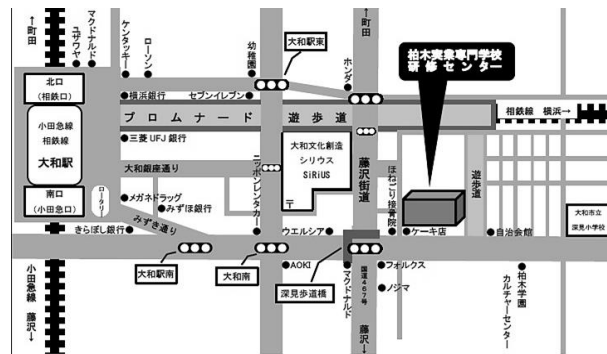 ←町田
ユザワヤ
マクドナルド
ケンタッキー
ローソン
幼稚園
大和駅東
ホンダ
←町田
柏木実業専門学校
研修センター
北口
(相鉄口)
横浜銀行
セブンイレブン
プロムナード 遊歩道
相鉄線 横浜→
小田急線
相鉄線
大和駅
三菱UFJ銀行
大和銀座通り
ニッポンレンタカー
大和文化創造
シリウス
SiRiUS
〒
藤沢街道
ほねごり接骨院
遊歩道
南口
(小田急口)
ロータリー
メガネドラッグ
みずほ銀行
みずき通り
きらぼし銀行
ウエルシア
ケーキ店
自治会館
大和市立
深見小学校
大和駅南
大和南
AOKI
深見歩道橋
マクドナルド
国道467号
フォルクス
ノジマ
柏木学園
カルチャーセンター
小田急線 藤沢→
藤沢→